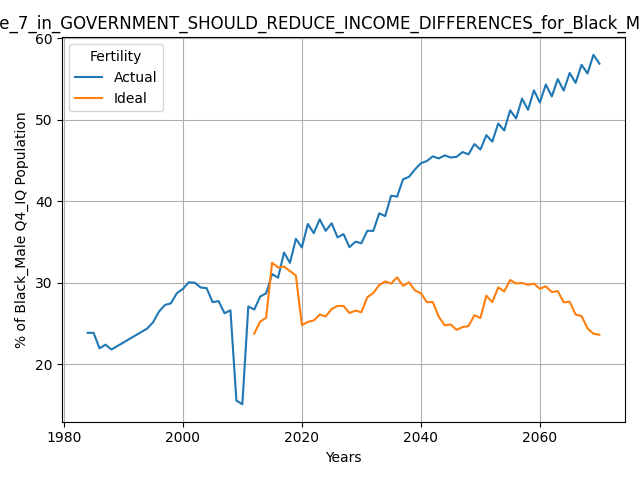 e_7_in_GOVERNMENT_SHOULD_REDUCE_INCOME_DIFFERENCES_for_Black_M
Fertility
Actual
Ideal
% of Black_Male Q4_IQ Population
60
50
40
30
20
1980
2000
2020
2040
2060
Years